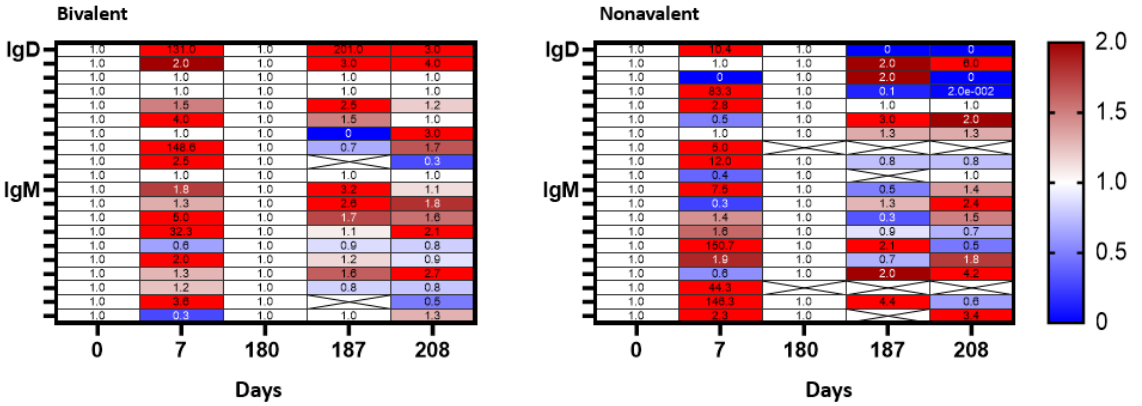 Bivalent
IgD 1.0 131.0 1.0 201.0 3.0
1.0 2.0 1.0 3.0 4.0
1.0 1.0 1.0 1.0 1.0
1.0 1.0 1.0 1.0 1.0
1.0 1.5 1.0 2.5 1.2
1.0 4.0 1.0 1.5 1.0
1.0 1.0 1.0 0 3.0
1.0 148.6 1.0 0.7 1.7
1.0 2.5 1.0 0.3
1.0 1.0 1.0 1.0 1.0
IgM 1.0 1.8 1.0 3.2 1.1
1.0 1.3 1.0 2.6 1.8
1.0 5.0 1.0 1.7 1.6
1.0 32.3 1.0 1.1 2.1
1.0 0.6 1.0 0.9 0.8
1.0 2.0 1.0 1.2 0.9
1.0 1.3 1.0 1.6 2.7
1.0 1.2 1.0 0.8 0.8
1.0 3.6 1.0 0.5
1.0 0.3 1.0 1.0 1.3
0 7 180 187 208
Days
Nonavalent
IgD 1.0 10.4 1.0 0 0
1.0 1.0 1.0 2.0 6.0
1.0 0 1.0 2.0 0
1.0 83.3 1.0 0.1 2.0e-002
1.0 2.8 1.0 1.0 1.0
1.0 0.5 1.0 3.0 2.0
1.0 1.0 1.0 1.3 1.3
1.0 5.0
1.0 12.0 1.0 0.8 0.8
1.0 0.4 1.0 1.0
IgM 1.0 7.5 1.0 0.5 1.4
1.0 0.3 1.0 1.3 2.4
1.0 1.4 1.0 0.3 1.5
1.0 1.6 1.0 0.9 0.7
1.0 150.7 1.0 2.1 0.5
1.0 1.9 1.0 0.7 1.8
1.0 0.6 1.0 2.0 4.2
1.0 44.3
1.0 146.3 1.0 4.4 0.6
1.0 2.3 1.0 3.4
0 7 180 187 208
Days
2.0
1.5
1.0
0.5
0